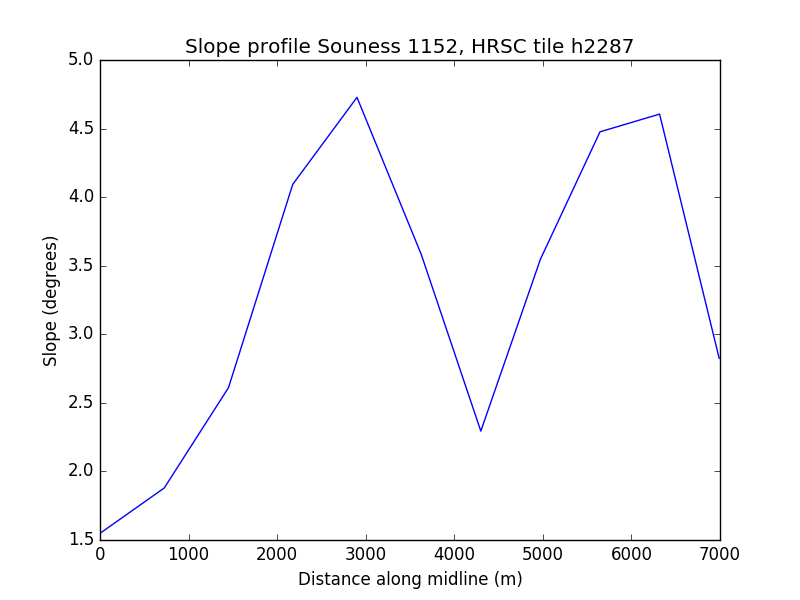 Slope profile Souness 1152, HRSC tile h2287
5.0
4.5
4.0
3.5
3.0
2.5
2.0
1.5
Slope (degrees)
0 1000 2000 3000 4000 5000 6000 7000
Distance along midline (m)